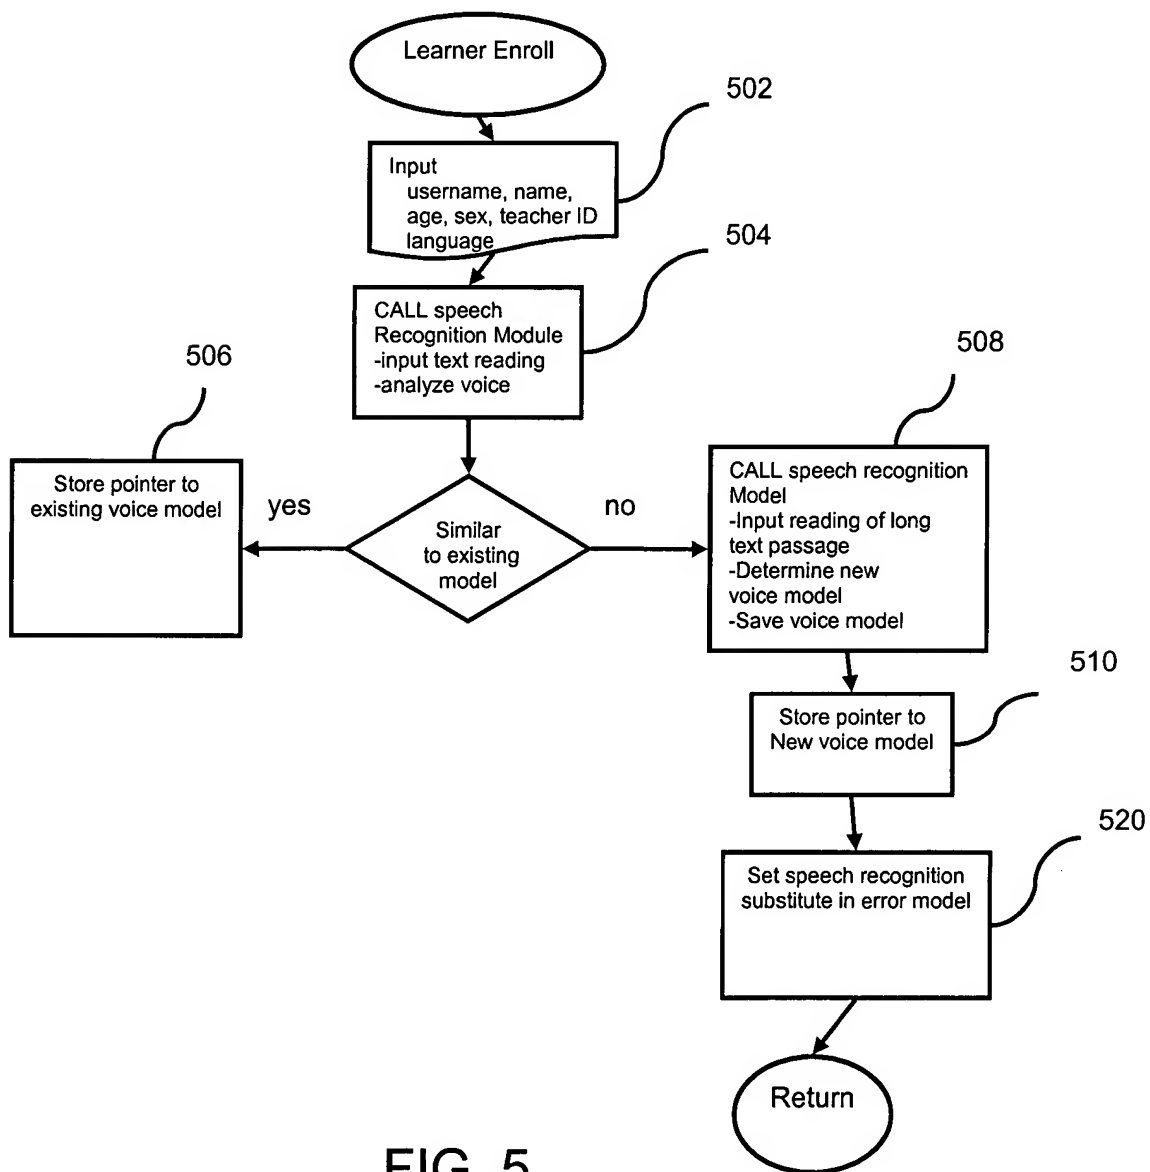 Learner Enroll
502
Input
username, name,
age, sex, teacher ID
language
504
CALL speech
Recognition Module
-input text reading
-analyze voice
506
508
Store pointer to
existing voice model
yes
Similar
to existing
model
no
CALL speech recognition
Model
-Input reading of long
text passage
-Determine new
voice model
-Save voice model
510
Store pointer to
New voice model
520
Set speech recognition
substitute in error model
Return
FIG. 5